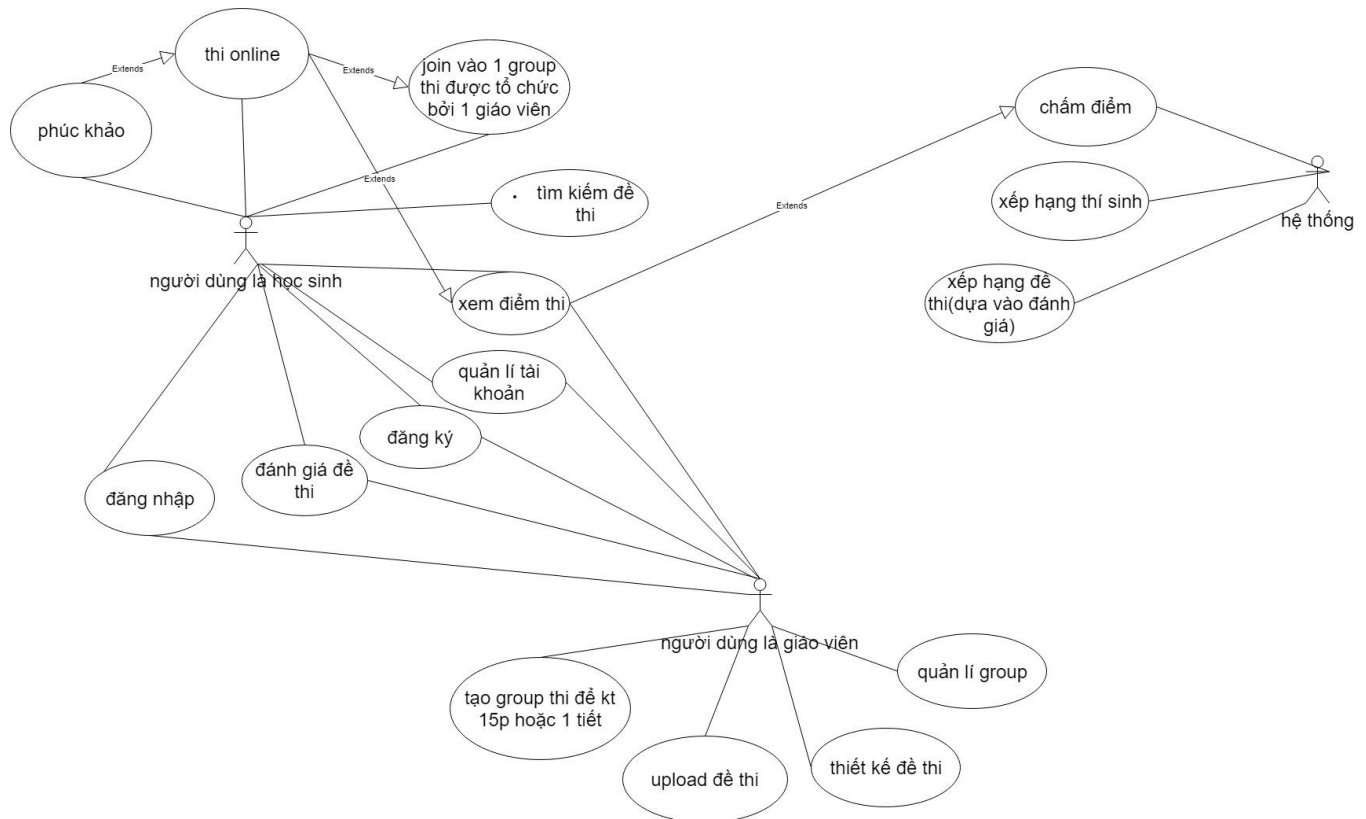 thi online
Extends
Extends
join vào 1 group
thi được tổ chức
bởi 1 giáo viên
phúc khảo
chấm điểm
Extends
• tìm kiếm đề
thi
xếp hạng thí sinh
Extends
hệ thống
người dùng là học sinh
xem điểm thi
xếp hạng đề
thi(dựa vào đánh
giá)
quản lí tài
khoản
đăng ký
đánh giá đề
thi
đăng nhập
người dùng là giáo viên
quản lí group
tạo group thi để kt
15p hoặc 1 tiết
upload đề thi
thiết kế đề thi